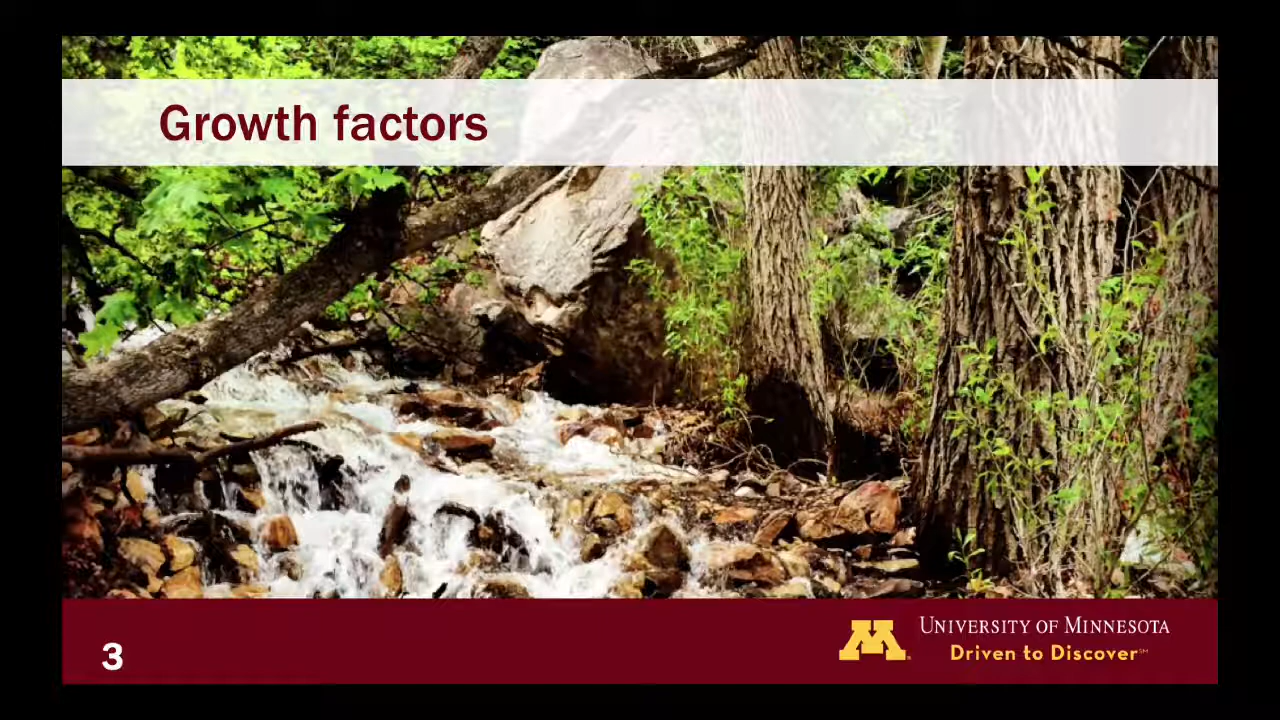 Growth factors
3
M
UNIVERSITY OF MINNESOTA
Driven to Discover℠